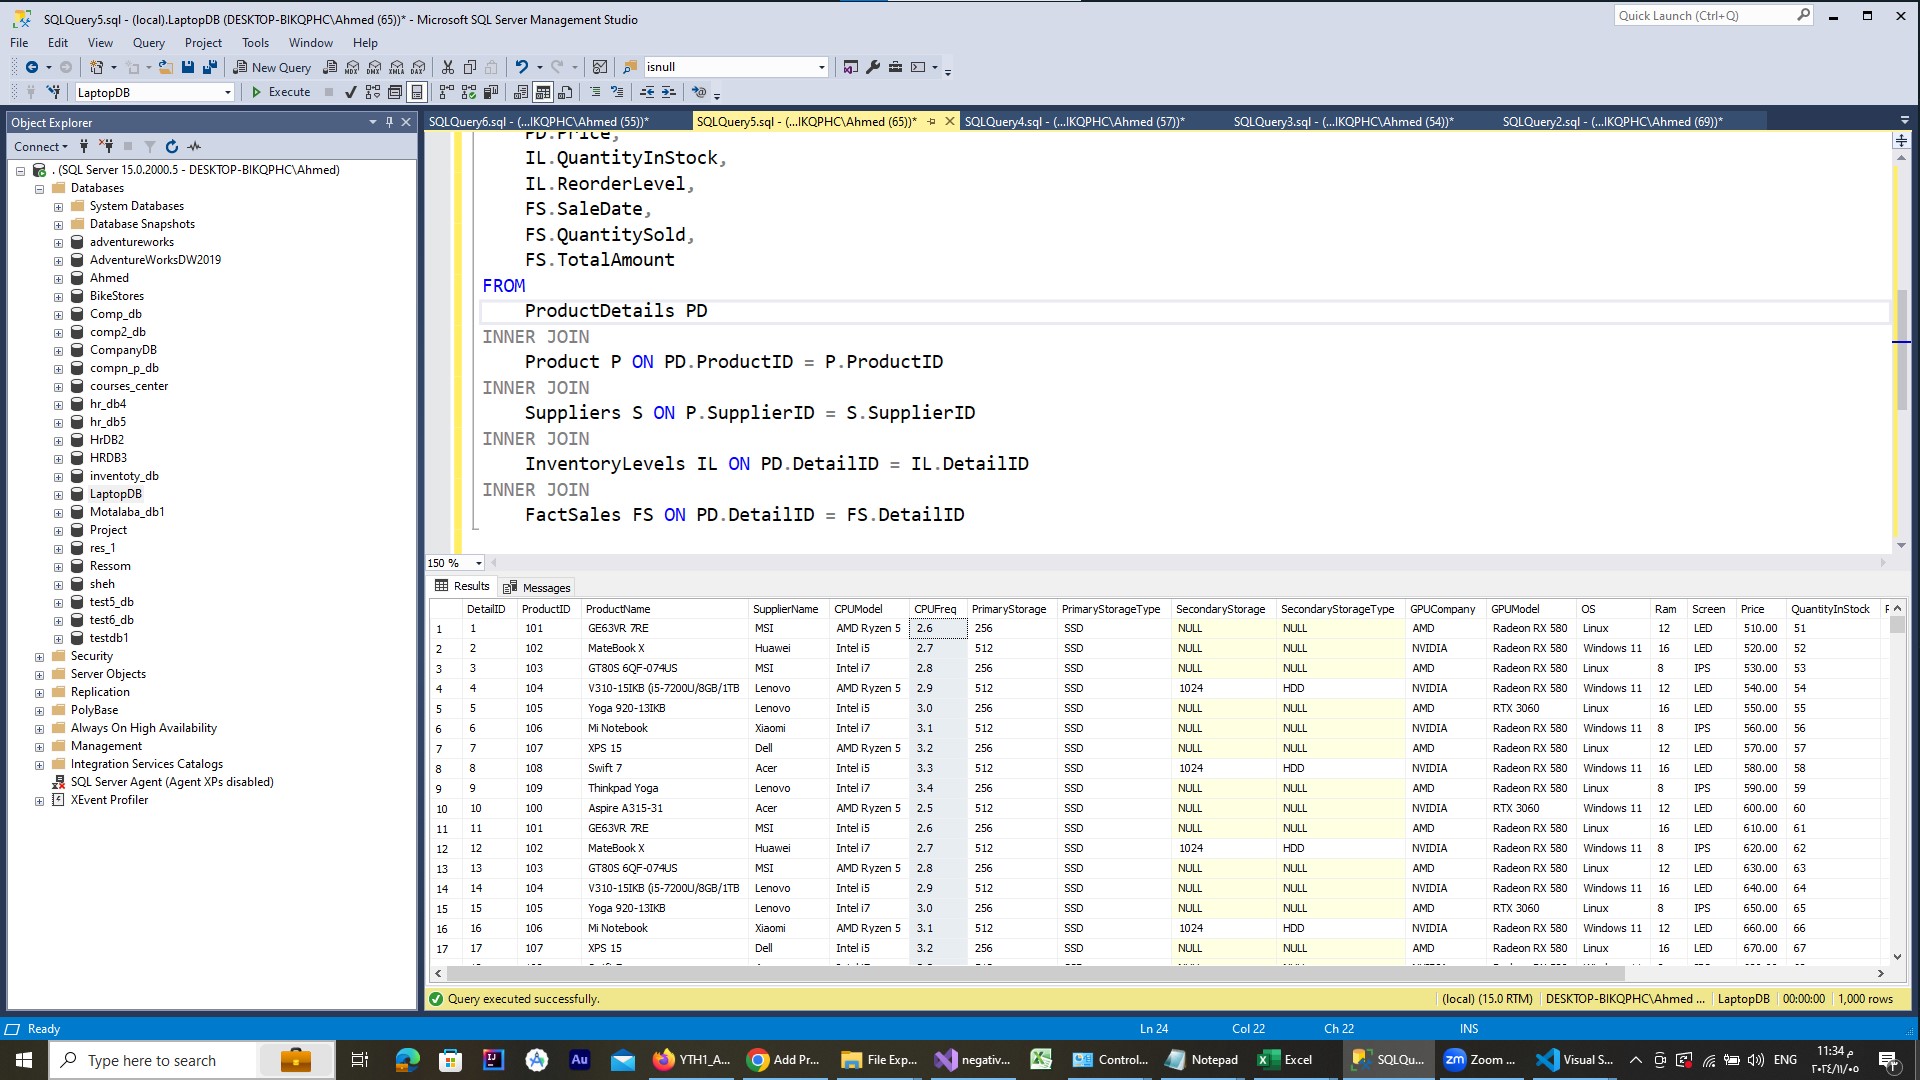 SQLQuery5.sql - (local).LaptopDB (DESKTOP-BIKQPHC\Ahmed (65))* - Microsoft SQL Server Management Studio
Quick Launch (Ctrl+Q)
File Edit View Query Project Tools Window Help
New Query MDX DMX XMLA DAX isnull
LaptopDB Execute
Object Explorer
SQLQuery6.sql - (...IKQPHC\Ahmed (55))* SQLQuery5.sql - (...IKQPHC\Ahmed (65))* SQLQuery4.sql - (...IKQPHC\Ahmed (57))* SQLQuery3.sql - (...IKQPHC\Ahmed (54))* SQLQuery2.sql - (...IKQPHC\Ahmed (69))*
Connect
. (SQL Server 15.0.2000.5 - DESKTOP-BIKQPHC\Ahmed)
Databases
System Databases
Database Snapshots
adventureworks
AdventureWorksDW2019
Ahmed
BikeStores
Comp_db
comp2_db
CompanyDB
compn_p_db
courses_center
hr_db4
hr_db5
HrDB2
HRDB3
inventoty_db
LaptopDB
Motalaba_db1
Project
res_1
Ressom
sheh
test5_db
test6_db
testdb1
Security
Server Objects
Replication
PolyBase
Always On High Availability
Management
Integration Services Catalogs
SQL Server Agent (Agent XPs disabled)
XEvent Profiler
PD.Price,
IL.QuantityInStock,
IL.ReorderLevel,
FS.SaleDate,
FS.QuantitySold,
FS.TotalAmount
FROM
ProductDetails PD
INNER JOIN
Product P ON PD.ProductID = P.ProductID
INNER JOIN
Suppliers S ON P.SupplierID = S.SupplierID
INNER JOIN
InventoryLevels IL ON PD.DetailID = IL.DetailID
INNER JOIN
FactSales FS ON PD.DetailID = FS.DetailID
150 %
Results Messages
DetailID ProductID ProductName SupplierName CPUModel CPUFreq PrimaryStorage PrimaryStorageType SecondaryStorage SecondaryStorageType GPUCompany GPUModel OS Ram Screen Price QuantityInStock
1 1 101 GE63VR 7RE MSI AMD Ryzen 5 2.6 256 SSD NULL NULL AMD Radeon RX 580 Linux 12 LED 510.00 51
2 2 102 MateBook X Huawei Intel i5 2.7 512 SSD NULL NULL NVIDIA Radeon RX 580 Windows 11 16 LED 520.00 52
3 3 103 GT80S 6QF-074US MSI Intel i7 2.8 256 SSD NULL NULL AMD Radeon RX 580 Linux 8 IPS 530.00 53
4 4 104 V310-15IKB (i5-7200U/8GB/1TB Lenovo AMD Ryzen 5 2.9 512 SSD 1024 HDD NVIDIA Radeon RX 580 Windows 11 12 LED 540.00 54
5 5 105 Yoga 920-13IKB Lenovo Intel i5 3.0 256 SSD NULL NULL AMD RTX 3060 Linux 16 LED 550.00 55
6 6 106 Mi Notebook Xiaomi Intel i7 3.1 512 SSD NULL NULL NVIDIA Radeon RX 580 Windows 11 8 IPS 560.00 56
7 7 107 XPS 15 Dell AMD Ryzen 5 3.2 256 SSD NULL NULL AMD Radeon RX 580 Linux 12 LED 570.00 57
8 8 108 Swift 7 Acer Intel i5 3.3 512 SSD 1024 HDD NVIDIA Radeon RX 580 Windows 11 16 LED 580.00 58
9 9 109 Thinkpad Yoga Lenovo Intel i7 3.4 256 SSD NULL NULL AMD Radeon RX 580 Linux 8 IPS 590.00 59
10 10 100 Aspire A315-31 Acer AMD Ryzen 5 2.5 512 SSD NULL NULL NVIDIA RTX 3060 Windows 11 12 LED 600.00 60
11 11 101 GE63VR 7RE MSI Intel i5 2.6 256 SSD NULL NULL AMD Radeon RX 580 Linux 16 LED 610.00 61
12 12 102 MateBook X Huawei Intel i7 2.7 512 SSD 1024 HDD NVIDIA Radeon RX 580 Windows 11 8 IPS 620.00 62
13 13 103 GT80S 6QF-074US MSI AMD Ryzen 5 2.8 256 SSD NULL NULL AMD Radeon RX 580 Linux 12 LED 630.00 63
14 14 104 V310-15IKB (i5-7200U/8GB/1TB Lenovo Intel i5 2.9 512 SSD NULL NULL NVIDIA Radeon RX 580 Windows 11 16 LED 640.00 64
15 15 105 Yoga 920-13IKB Lenovo Intel i7 3.0 256 SSD NULL NULL AMD RTX 3060 Linux 8 IPS 650.00 65
16 16 106 Mi Notebook Xiaomi AMD Ryzen 5 3.1 512 SSD 1024 HDD NVIDIA Radeon RX 580 Windows 11 12 LED 660.00 66
17 17 107 XPS 15 Dell Intel i5 3.2 256 SSD NULL NULL AMD Radeon RX 580 Linux 16 LED 670.00 67
Query executed successfully. (local) (15.0 RTM) DESKTOP-BIKQPHC\Ahmed ... LaptopDB 00:00:00 1,000 rows
Ready Ln 24 Col 22 Ch 22 INS
Type here to search YTH1_A... Add Pr... File Exp... negativ... Control... Notepad Excel SQLQu... Zoom ... Visual S... ENG
11:34 م
٢٠٢٤/١١/٠٥